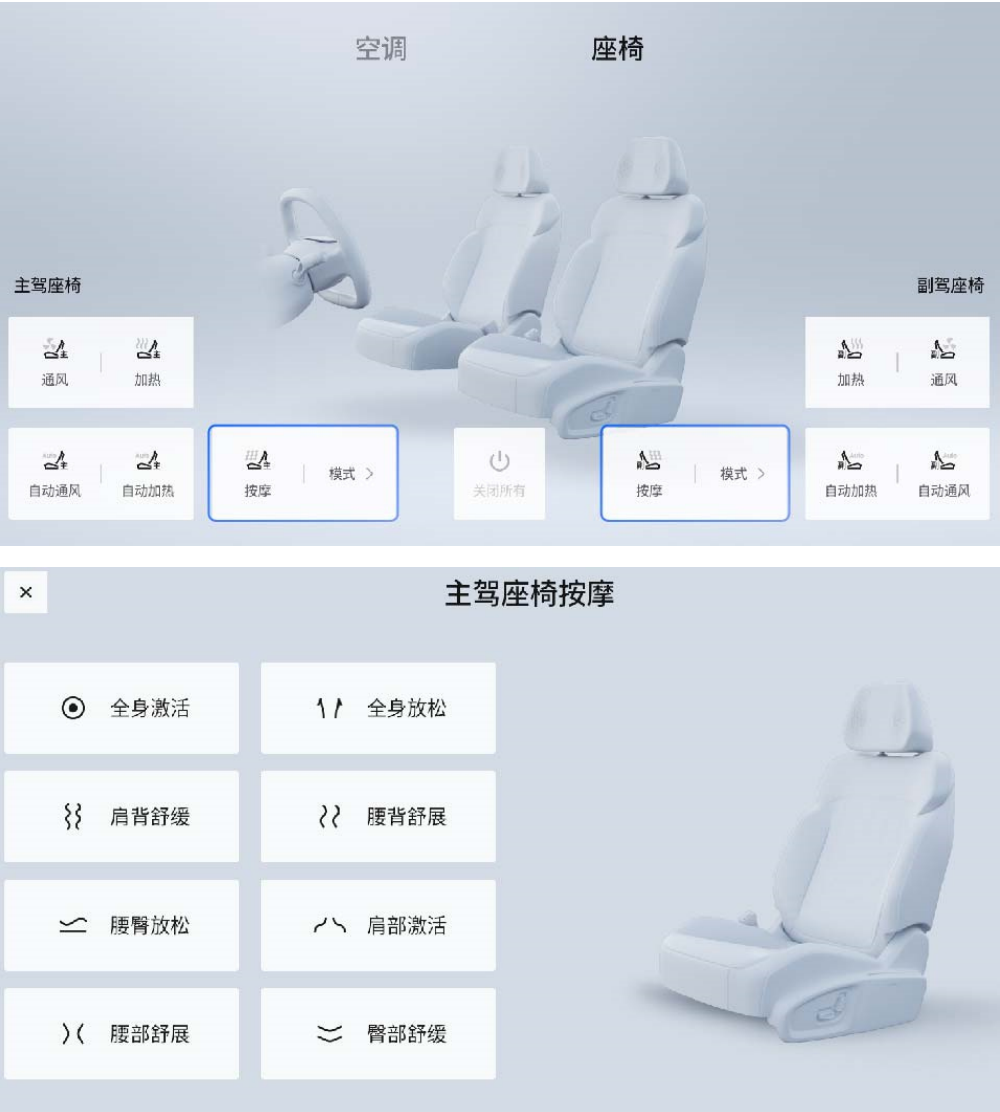 空调 座椅
主驾座椅 副驾座椅
通风 加热 加热 通风
自动通风 自动加热 按摩 模式 > 关闭所有 按摩 模式 > 自动加热 自动通风
主驾座椅按摩
全身激活 全身放松
肩背舒缓 腰背舒展
腰臀放松 肩部激活
腰部舒展 臀部舒缓